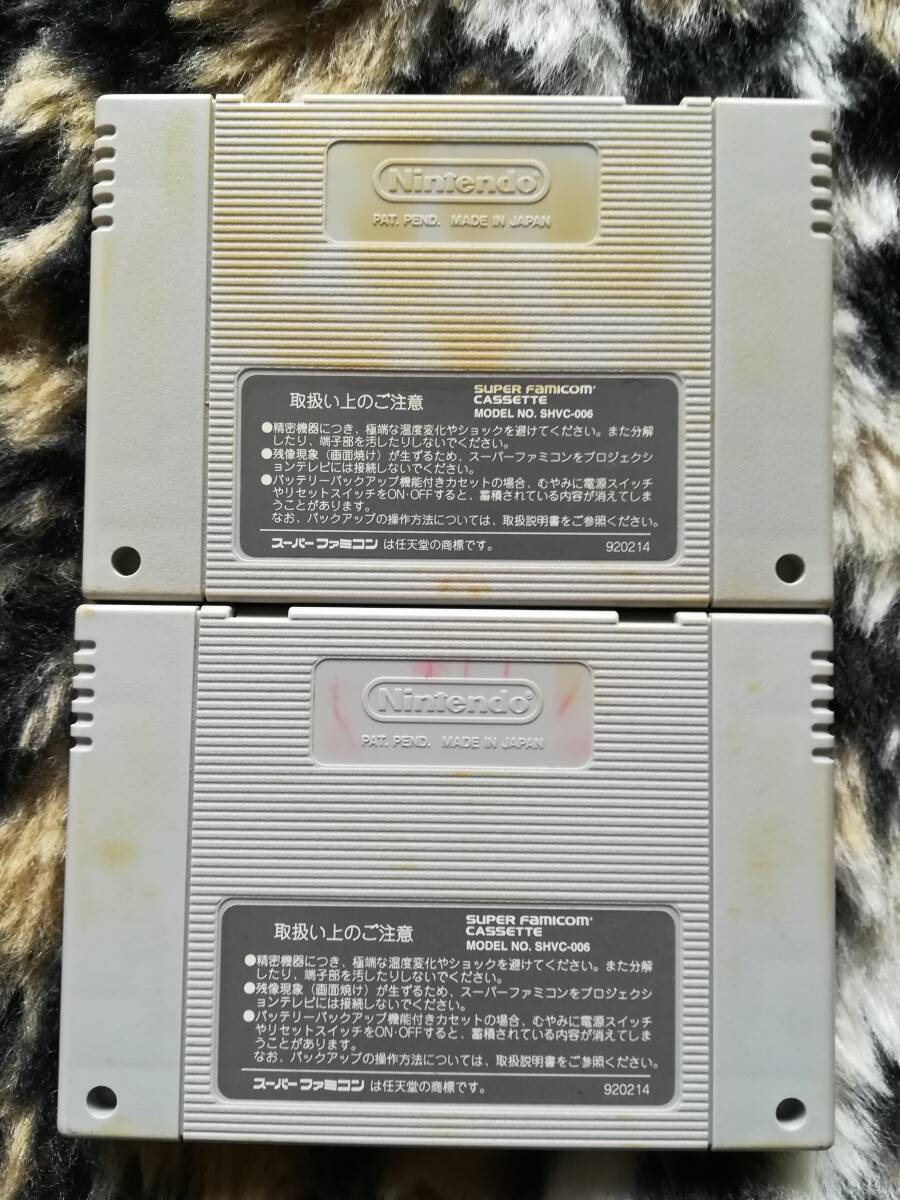 Nintendo®
PAT. PEND. MADE IN JAPAN
取扱い上のご注意
SUPER FAMICOM®
CASSETTE
MODEL NO. SHVC-006
●精密機器につき、極端な温度変化やショックを避けてください。また分解
したり、端子部を汚したりしないでください。
●残像現象（画面焼け）が生ずるため、スーパーファミコンをプロジェクシ
ョンテレビには接続しないでください。
●バッテリーバックアップ機能付きカセットの場合、むやみに電源スイッチ
やリセットスイッチをON・OFFすると、蓄積されている内容が消えてしま
うことがあります。
なお、バックアップの操作方法については、取扱説明書をご参照ください。
スーパーファミコン は任天堂の商標です。 920214
Nintendo®
PAT. PEND. MADE IN JAPAN
取扱い上のご注意
SUPER FAMICOM®
CASSETTE
MODEL NO. SHVC-006
●精密機器につき、極端な温度変化やショックを避けてください。また分解
したり、端子部を汚したりしないでください。
●残像現象（画面焼け）が生ずるため、スーパーファミコンをプロジェクシ
ョンテレビには接続しないでください。
●バッテリーバックアップ機能付きカセットの場合、むやみに電源スイッチ
やリセットスイッチをON・OFFすると、蓄積されている内容が消えてしま
うことがあります。
なお、バックアップの操作方法については、取扱説明書をご参照ください。
スーパーファミコン は任天堂の商標です。 920214